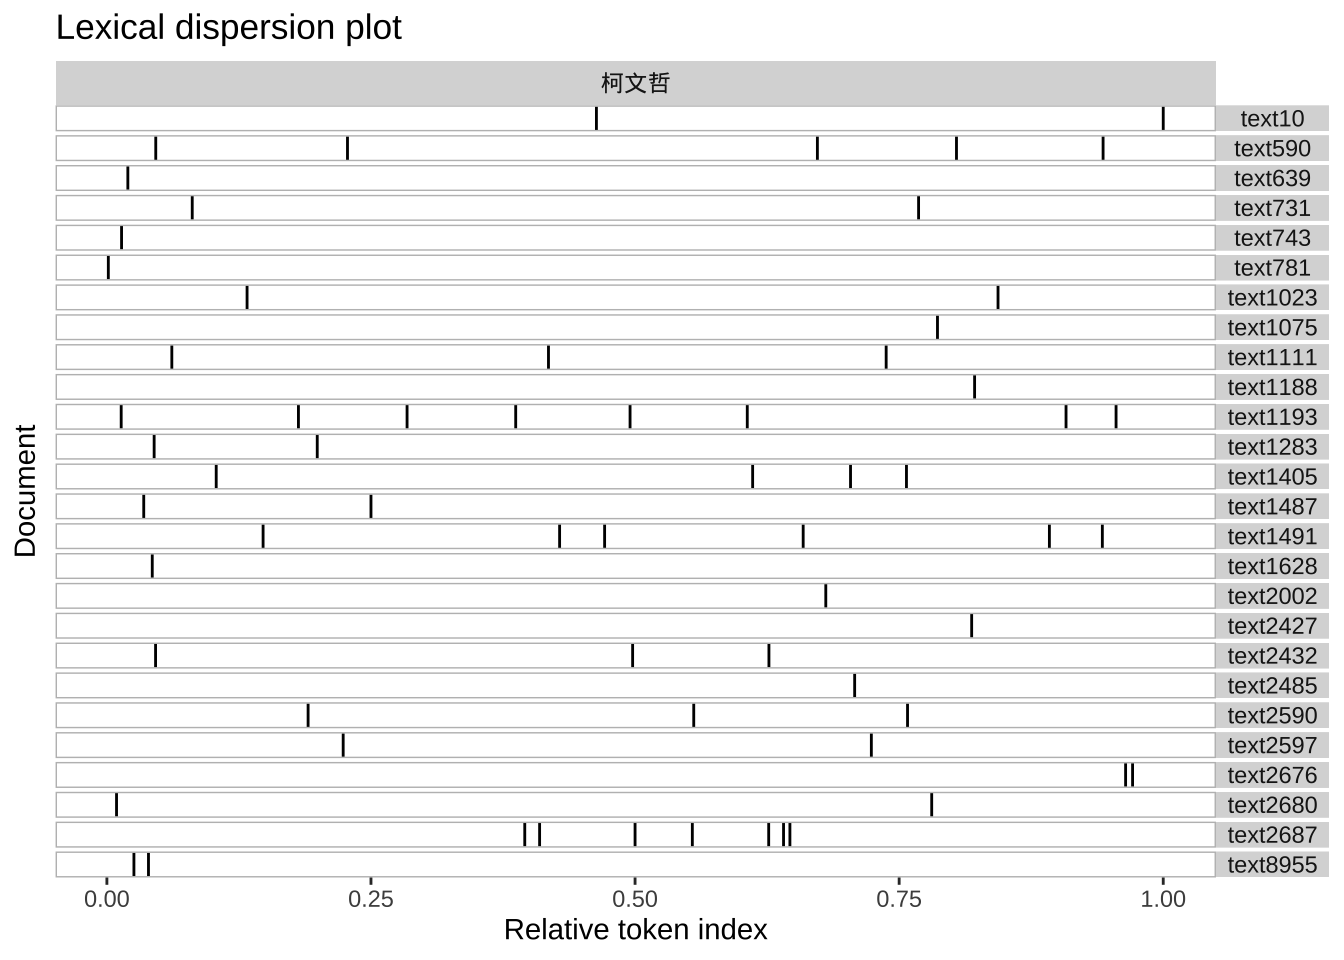 Lexical dispersion plot
柯文哲
text10
text590
text639
text731
text743
text781
text1023
text1075
text1111
text1188
text1193
text1283
text1405
text1487
text1491
text1628
text2002
text2427
text2432
text2485
text2590
text2597
text2676
text2680
text2687
text8955
Document
0.00 0.25 0.50 0.75 1.00
Relative token index